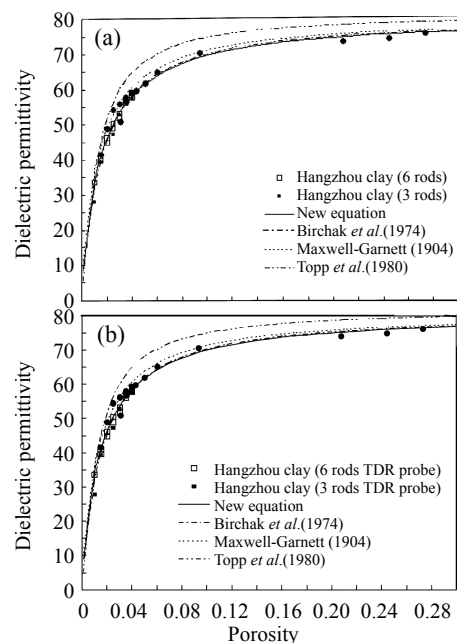 80
(a)
70
60
50
40
30
20
10
0
Dielectric permittivity
Hangzhou clay (6 rods)
Hangzhou clay (3 rods)
New equation
Birchak et al.(1974)
Maxwell-Garnett (1904)
Topp et al.(1980)
80
(b)
70
60
50
40
30
20
10
0
Dielectric permittivity
Hangzhou clay (6 rods TDR probe)
Hangzhou clay (3 rods TDR probe)
New equation
Birchak et al.(1974)
Maxwell-Garnett (1904)
Topp et al.(1980)
0 0.04 0.08 0.12 0.16 0.20 0.24 0.28
Porosity